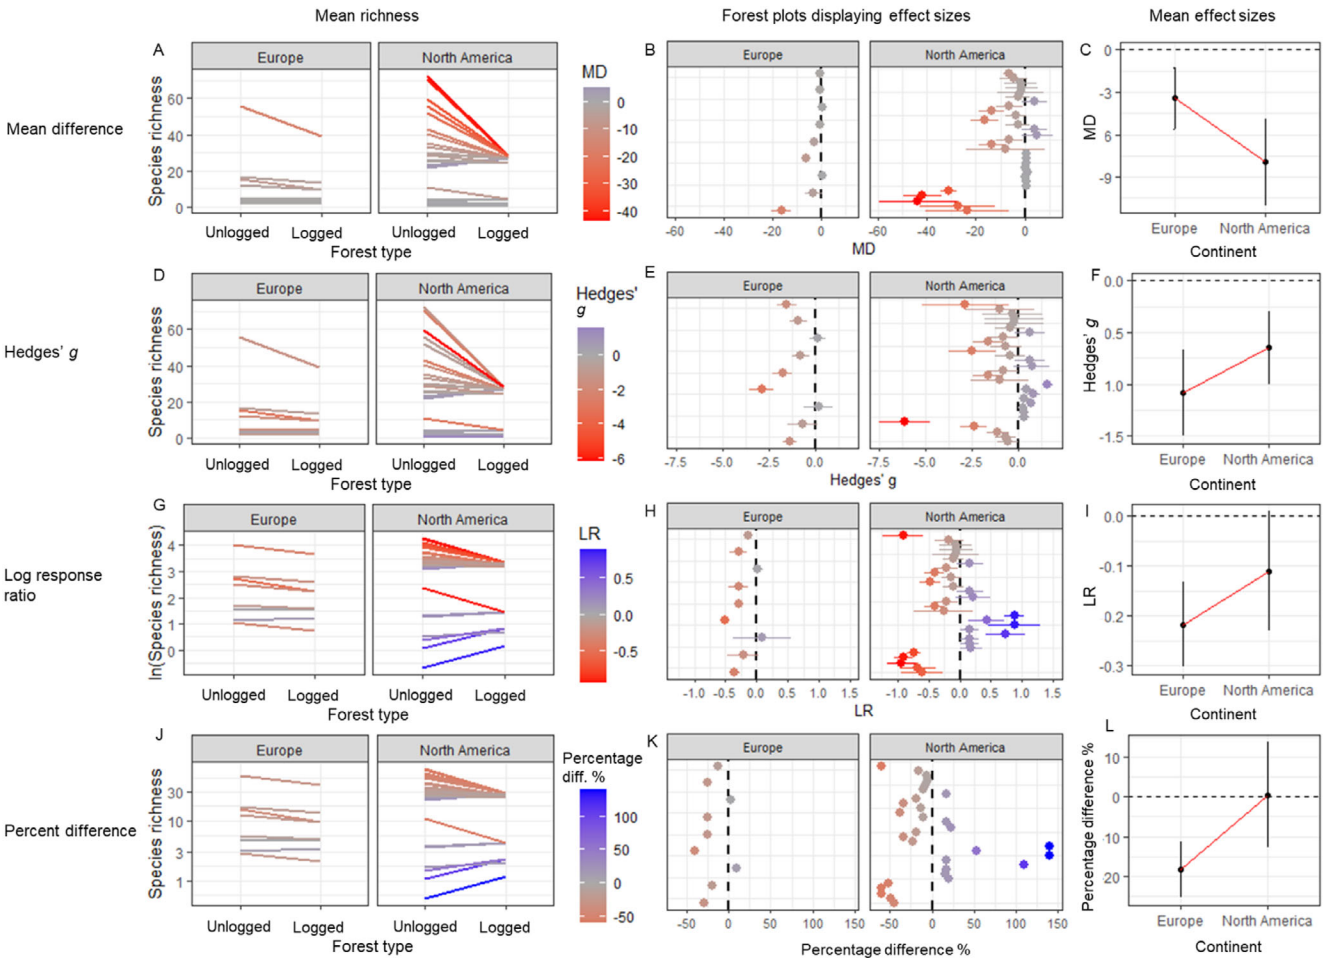 Mean richness
Forest plots displaying effect sizes
Mean effect sizes
Mean difference
A
Europe
North America
Species richness
60
40
20
0
Unlogged
Logged
Unlogged
Logged
Forest type
MD
0
-10
-20
-30
-40
B
Europe
North America
-60
-40
-20
0
-60
-40
-20
0
MD
C
0
-3
6
-9
MD
Europe
North America
Continent
Hedges' g
D
Europe
North America
Species richness
60
40
20
0
Unlogged
Logged
Unlogged
Logged
Forest type
Hedges'
g
0
-2
-4
-6
E
Europe
North America
-7.5
-5.0
-2.5
0.0
-7.5
-5.0
-2.5
0.0
Hedges' g
F
0.0
0.5
1.0
-1.5
Hedges' g
Europe
North America
Continent
Log response
ratio
G
Europe
North America
ln(Species richness)
4
3
2
1
0
Unlogged
Logged
Unlogged
Logged
Forest type
LR
0.5
0.0
-0.5
H
Europe
North America
-1.0
-0.5
0.0
0.5
1.0
1.5
-1.0
-0.5
0.0
0.5
1.0
1.5
LR
I
0.0
-0.1
0.2
-0.3
LR
Europe
North America
Continent
Percent difference
J
Europe
North America
Species richness
30
10
3
1
Unlogged
Logged
Unlogged
Logged
Forest type
Percentage
diff. %
100
50
0
-50
K
Europe
North America
-50
0
50
100
150
-50
0
50
100
150
Percentage difference %
L
10
0
-10
20
Percentage difference %
Europe
North America
Continent